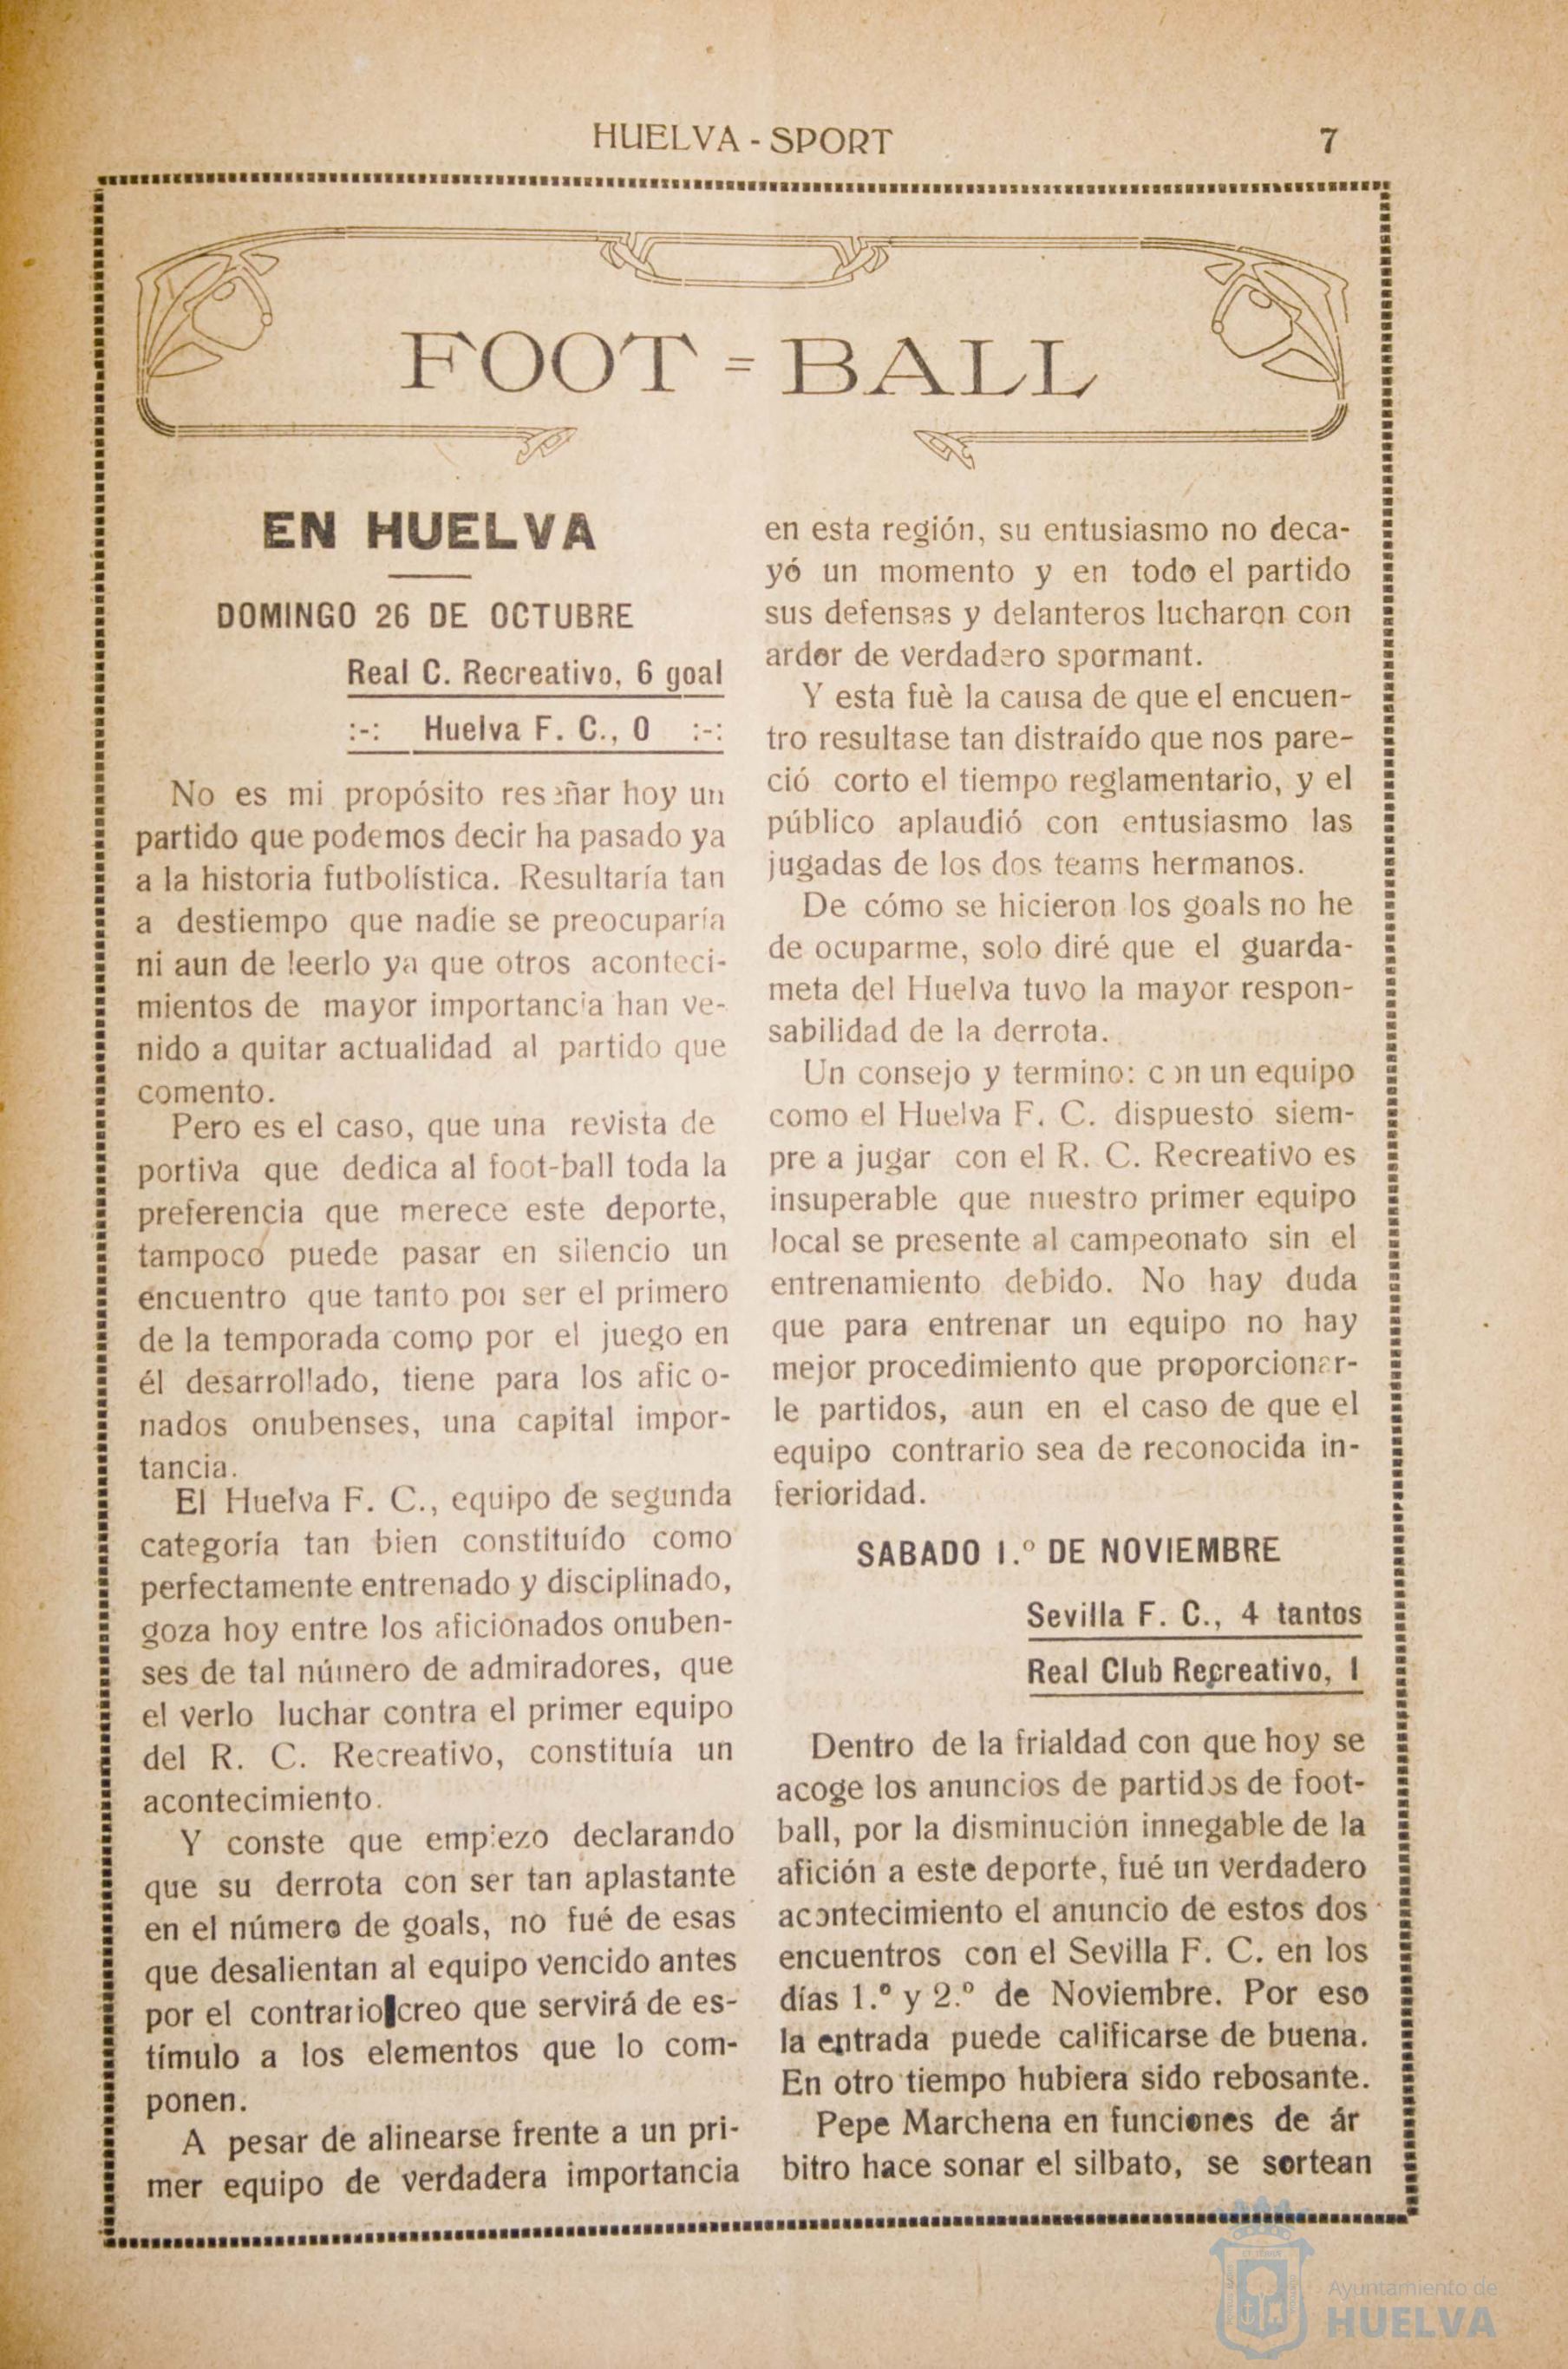 HUELVA - SPORT
7
FOOT = BALL
EN HUELVA
DOMINGO 26 DE OCTUBRE
Real C. Recreativo, 6 goal
:-: Huelva F. C., 0 :-:
No es mi propósito reseñar hoy un
partido que podemos decir ha pasado ya
a la historia futbolística. Resultaría tan
a destiempo que nadie se preocuparía
ni aun de leerlo ya que otros aconteci-
mientos de mayor importancia han ve-
nido a quitar actualidad al partido que
comento.
Pero es el caso, que una revista de
portiva que dedica al foot-ball toda la
preferencia que merece este deporte,
tampoco puede pasar en silencio un
encuentro que tanto por ser el primero
de la temporada como por el juego en
él desarrollado, tiene para los afic o-
nados onubenses, una capital impor-
tancia.
El Huelva F. C., equipo de segunda
categoría tan bien constituído como
perfectamente entrenado y disciplinado,
goza hoy entre los aficionados onuben-
ses de tal número de admiradores, que
el verlo luchar contra el primer equipo
del R. C. Recreativo, constituía un
acontecimiento.
Y conste que empiezo declarando
que su derrota con ser tan aplastante
en el número de goals, no fué de esas
que desalientan al equipo vencido antes
por el contrario creo que servirá de es-
tímulo a los elementos que lo com-
ponen.
A pesar de alinearse frente a un pri-
mer equipo de verdadera importancia
en esta región, su entusiasmo no deca-
yó un momento y en todo el partido
sus defensas y delanteros lucharon con
ardor de verdadero spormant.
Y esta fuè la causa de que el encuen-
tro resultase tan distraído que nos pare-
ció corto el tiempo reglamentario, y el
público aplaudió con entusiasmo las
jugadas de los dos teams hermanos.
De cómo se hicieron los goals no he
de ocuparme, solo diré que el guarda-
meta del Huelva tuvo la mayor respon-
sabilidad de la derrota.
Un consejo y termino: con un equipo
como el Huelva F. C. dispuesto siem-
pre a jugar con el R. C. Recreativo es
insuperable que nuestro primer equipo
local se presente al campeonato sin el
entrenamiento debido. No hay duda
que para entrenar un equipo no hay
mejor procedimiento que proporcionar-
le partidos, aun en el caso de que el
equipo contrario sea de reconocida in-
ferioridad.
SABADO 1.º DE NOVIEMBRE
Sevilla F. C., 4 tantos
Real Club Recreativo, 1
Dentro de la frialdad con que hoy se
acoge los anuncios de partidos de foot-
ball, por la disminución innegable de la
afición a este deporte, fué un verdadero
acontecimiento el anuncio de estos dos
encuentros con el Sevilla F. C. en los
días 1.º y 2.º de Noviembre. Por eso
la entrada puede calificarse de buena.
En otro tiempo hubiera sido rebosante.
Pepe Marchena en funciones de ár
bitro hace sonar el silbato, se sortean
Ayuntamiento de
HUELVA